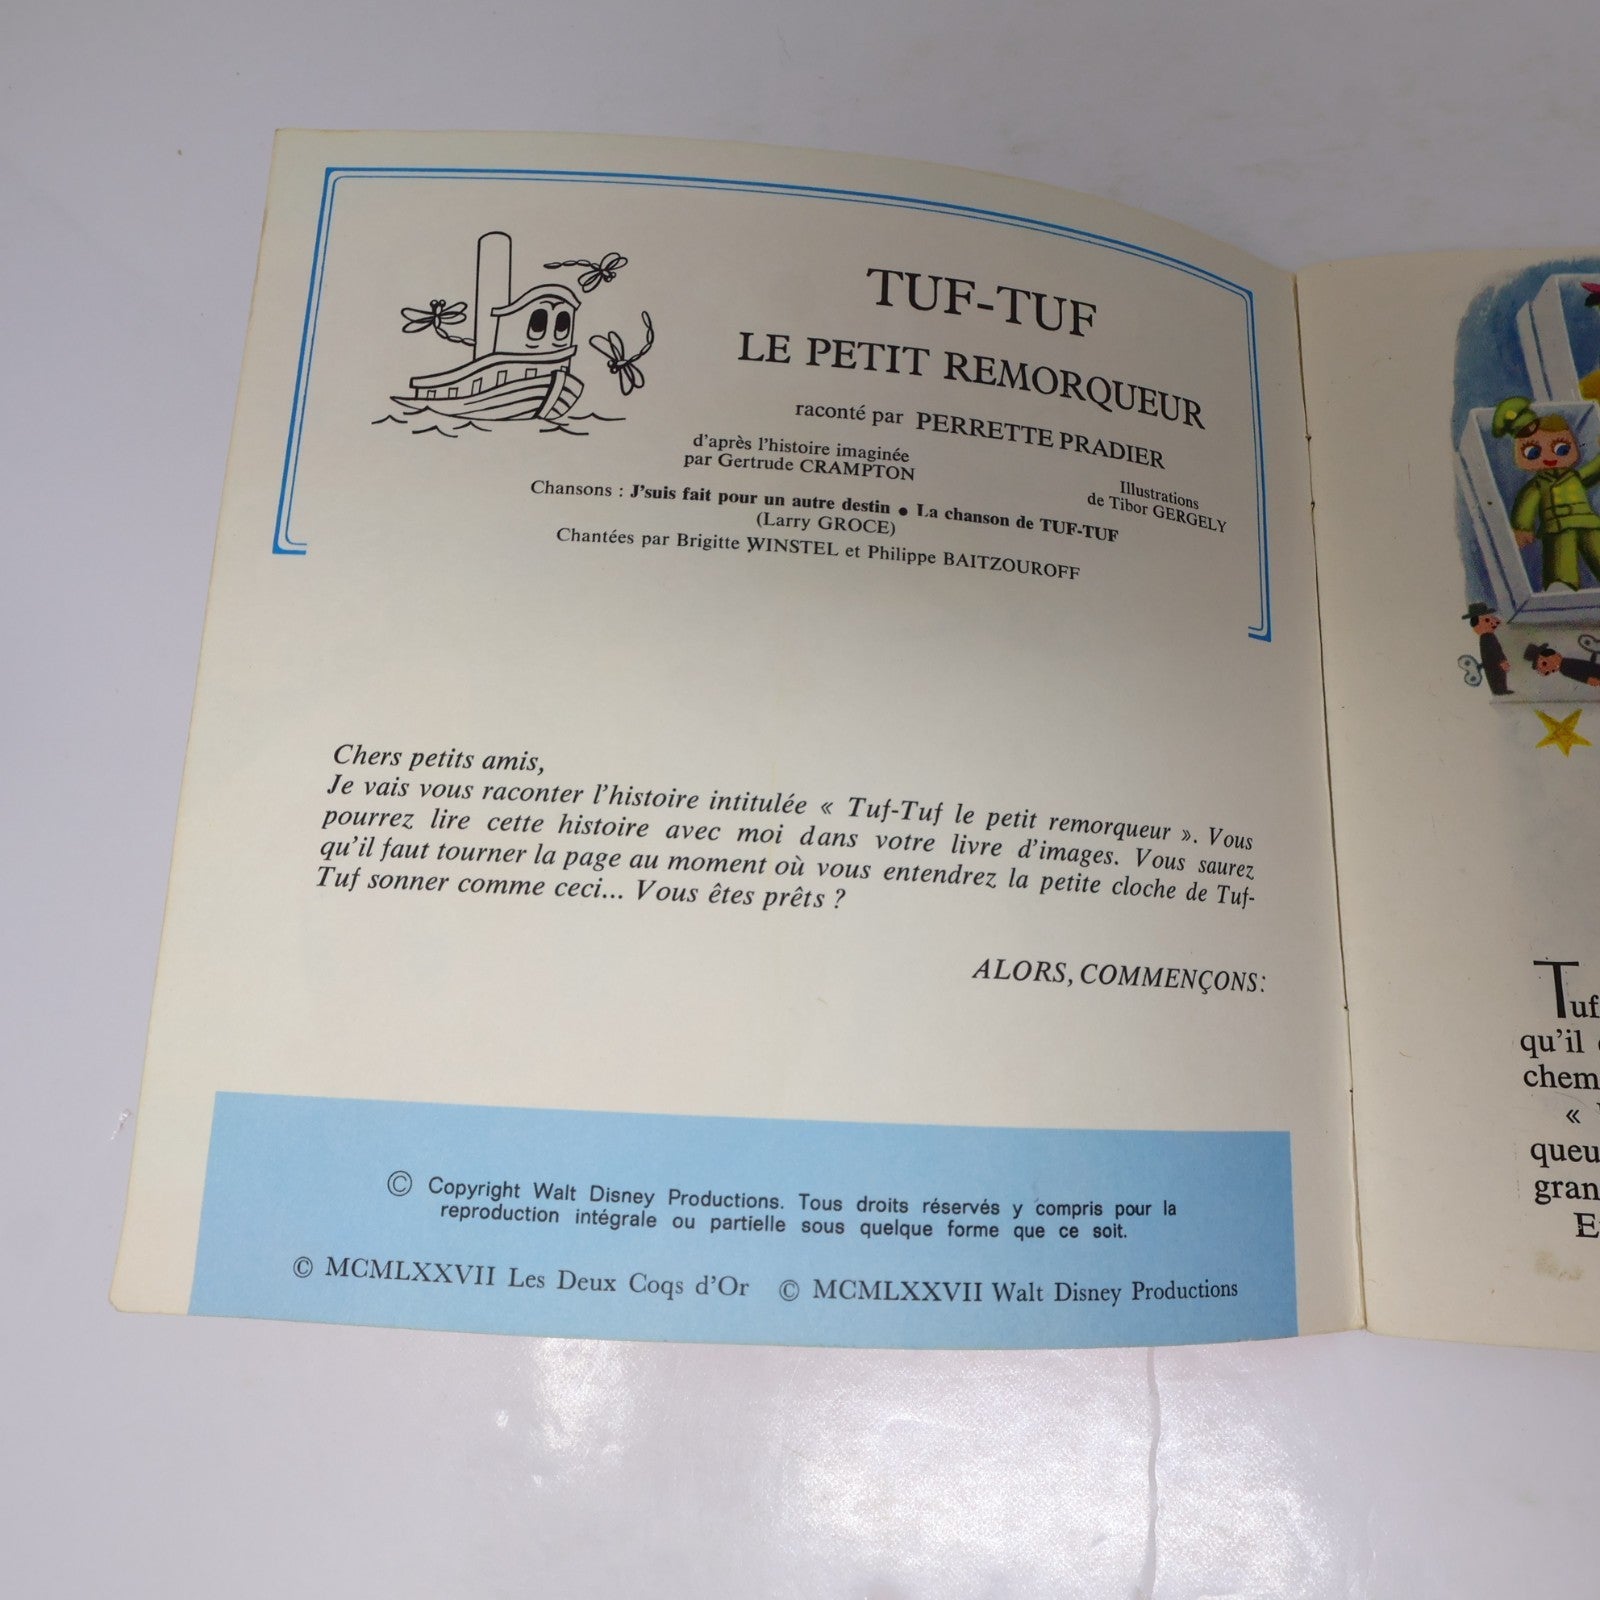 TUF-TUF
LE PETIT REMORQUEUR
raconté par PERRETTE PRADIER
d'après l'histoire imaginée
par Gertrude CRAMPTON
Illustrations
de Tibor GERGELY
Chansons : J'suis fait pour un autre destin • La chanson de TUF-TUF
(Larry GROCE)
Chantées par Brigitte WINSTEL et Philippe BAITZOUROFF
Chers petits amis,
Je vais vous raconter l'histoire intitulée « Tuf-Tuf le petit remorqueur ». Vous
pourrez lire cette histoire avec moi dans votre livre d'images. Vous saurez
qu'il faut tourner la page au moment où vous entendrez la petite cloche de Tuf-
Tuf sonner comme ceci... Vous êtes prêts ?
ALORS, COMMENÇONS:
© Copyright Walt Disney Productions. Tous droits réservés y compris pour la
reproduction intégrale ou partielle sous quelque forme que ce soit.
© MCMLXXVII Les Deux Coqs d'Or © MCMLXXVII Walt Disney Productions
Tuf
qu'il
chem
«
queu
gran